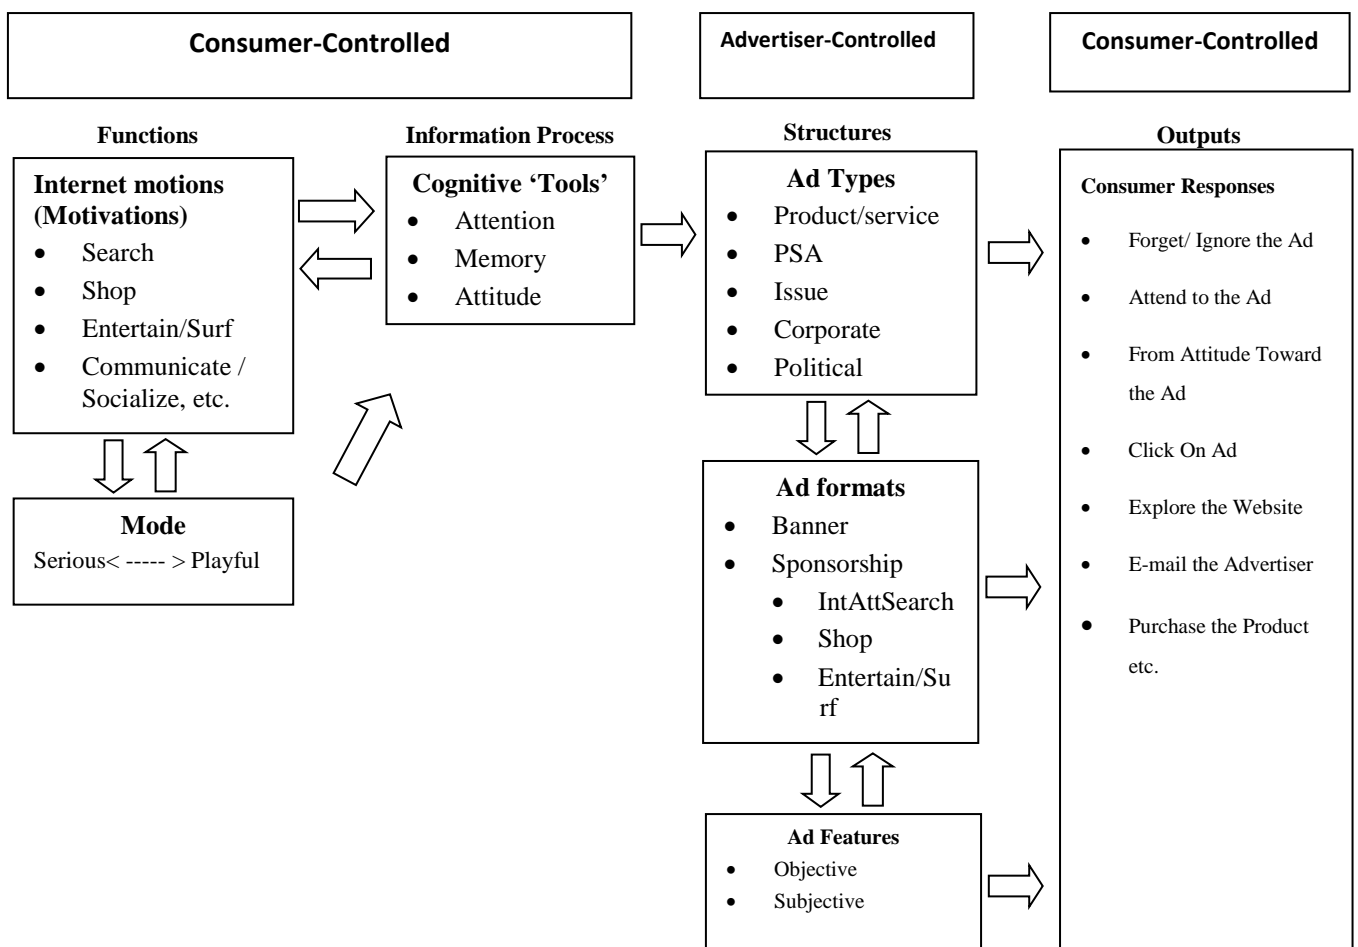 Consumer-Controlled
Advertiser-Controlled
Consumer-Controlled
Functions
Information Process
Structures
Outputs
Internet motions
(Motivations)
• Search
• Shop
• Entertain/Surf
• Communicate /
Socialize, etc.
Mode
Serious< ----- > Playful
Cognitive ‘Tools’
• Attention
• Memory
• Attitude
Ad Types
• Product/service
• PSA
• Issue
• Corporate
• Political
Ad formats
• Banner
• Sponsorship
• IntAttSearch
• Shop
• Entertain/Su
rf
Ad Features
• Objective
• Subjective
Consumer Responses
• Forget/ Ignore the Ad
• Attend to the Ad
• From Attitude Toward
the Ad
• Click On Ad
• Explore the Website
• E-mail the Advertiser
• Purchase the Product
etc.